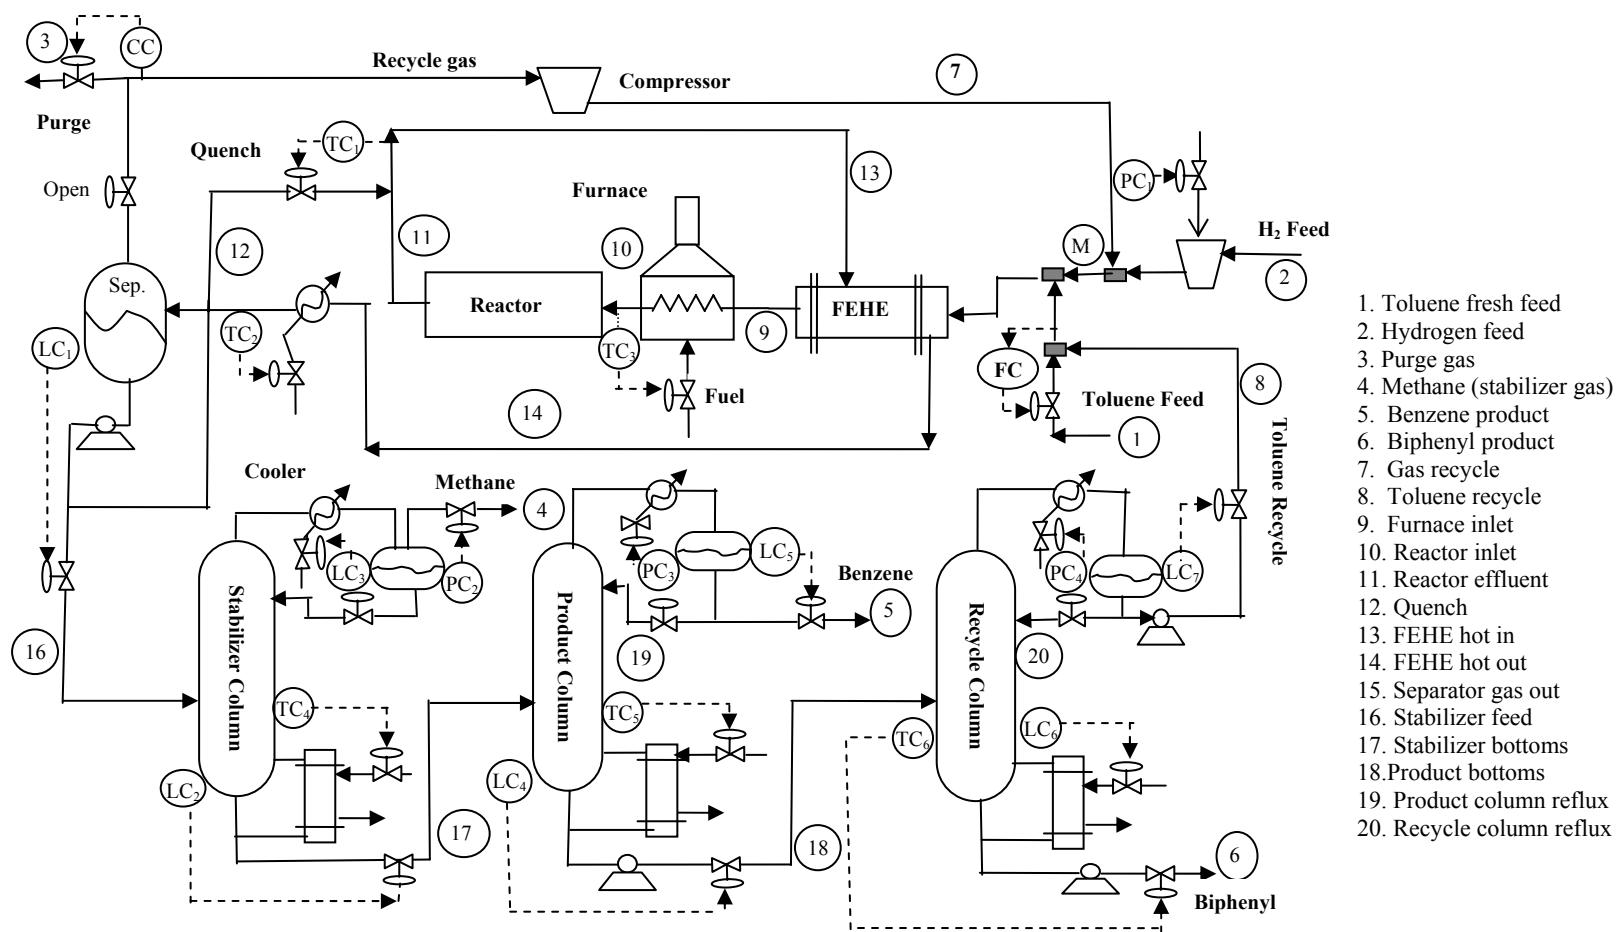 3
CC
Recycle gas
Compressor
7
Purge
Quench
TC1
13
PC1
Open
Furnace
H2 Feed
12
11
10
M
2
Sep.
Reactor
FEHE
9
LC1
TC2
TC3
FC
8
Fuel
Toluene Feed
14
1
Toluene Recycle
Cooler
Methane
4
LC3
PC2
PC3
LC5
Benzene
5
PC4
LC7
Stabilizer Column
Product Column
Recycle Column
16
19
20
TC4
TC5
TC6
LC6
LC2
LC4
17
18
6
Biphenyl
1. Toluene fresh feed
2. Hydrogen feed
3. Purge gas
4. Methane (stabilizer gas)
5. Benzene product
6. Biphenyl product
7. Gas recycle
8. Toluene recycle
9. Furnace inlet
10. Reactor inlet
11. Reactor effluent
12. Quench
13. FEHE hot in
14. FEHE hot out
15. Separator gas out
16. Stabilizer feed
17. Stabilizer bottoms
18.Product bottoms
19. Product column reflux
20. Recycle column reflux